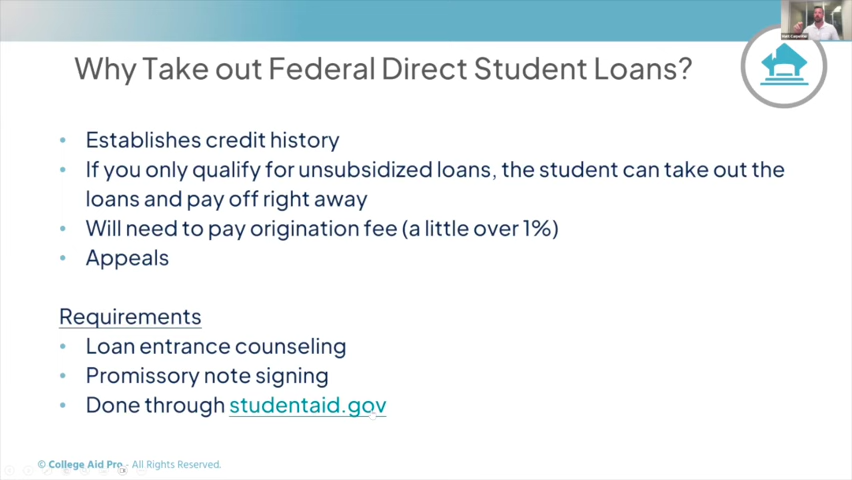 Why Take out Federal Direct Student Loans?
• Establishes credit history
• If you only qualify for unsubsidized loans, the student can take out the
loans and pay off right away
• Will need to pay origination fee (a little over 1%)
• Appeals
Requirements
• Loan entrance counseling
• Promissory note signing
• Done through studentaid.gov
© College Aid Pro - All Rights Reserved.